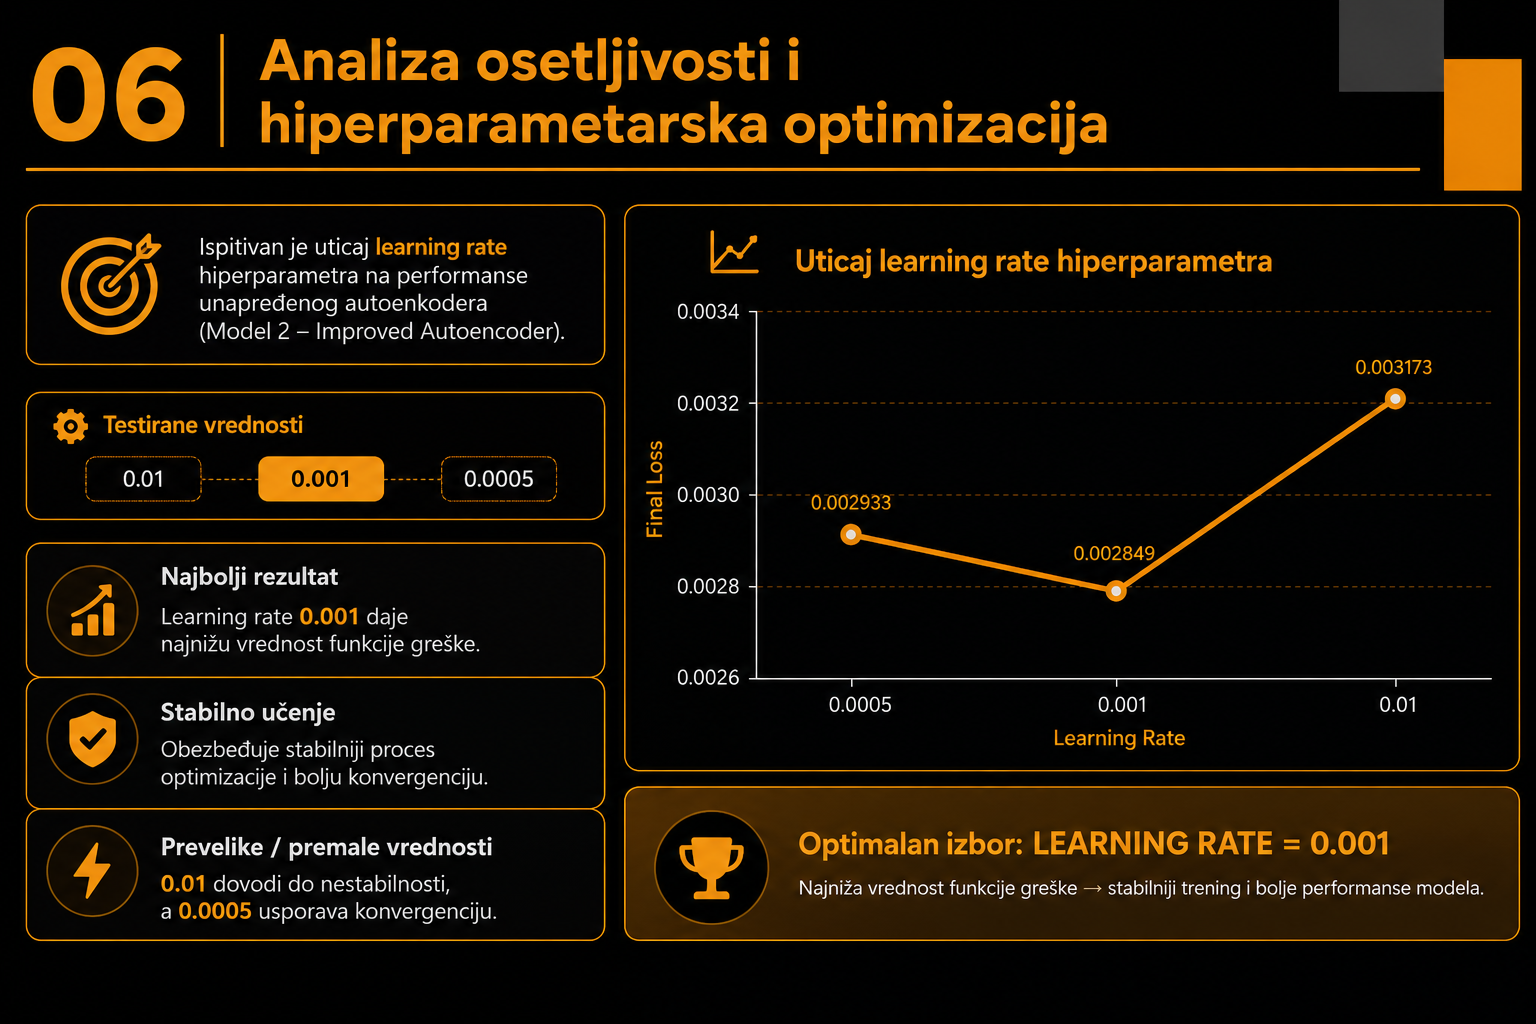 06
Analiza osetljivosti i
hiperparametarska optimizacija
Ispitivan je uticaj learning rate
hiperparametra na performanse
unapređenog autoenkodera
(Model 2 – Improved Autoencoder).
Testirane vrednosti
0.01
0.001
0.0005
Najbolji rezultat
Learning rate 0.001 daje
najnižu vrednost funkcije greške.
Stabilno učenje
Obezbeđuje stabilniji proces
optimizacije i bolju konvergenciju.
Prevelike / premale vrednosti
0.01 dovodi do nestabilnosti,
a 0.0005 usporava konvergenciju.
Uticaj learning rate hiperparametra
0.0034
0.0032
0.0030
0.0028
0.0026
Final Loss
0.002933
0.002849
0.003173
0.0005
0.001
0.01
Learning Rate
Optimalan izbor: LEARNING RATE = 0.001
Najniža vrednost funkcije greške → stabilniji trening i bolje performanse modela.